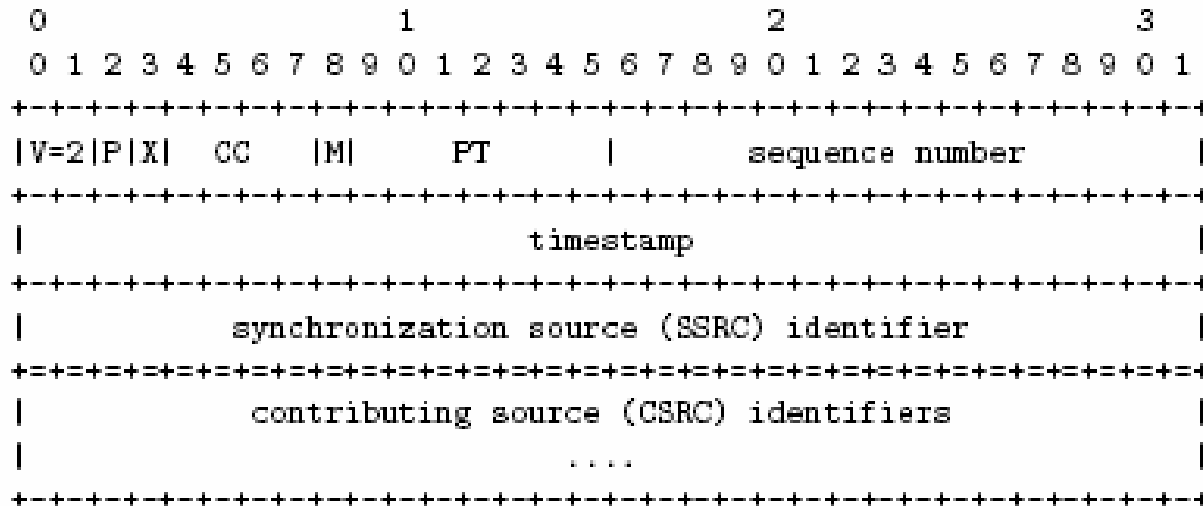 0                   1                   2                   3
0 1 2 3 4 5 6 7 8 9 0 1 2 3 4 5 6 7 8 9 0 1 2 3 4 5 6 7 8 9 0 1
+-+-+-+-+-+-+-+-+-+-+-+-+-+-+-+-+-+-+-+-+-+-+-+-+-+-+-+-+-+-+-+-+
|V=2|P|X|  CC   |M|     PT      |       sequence number         |
+-+-+-+-+-+-+-+-+-+-+-+-+-+-+-+-+-+-+-+-+-+-+-+-+-+-+-+-+-+-+-+-+
|                           timestamp                           |
+-+-+-+-+-+-+-+-+-+-+-+-+-+-+-+-+-+-+-+-+-+-+-+-+-+-+-+-+-+-+-+-+
|           synchronization source (SSRC) identifier            |
+=+=+=+=+=+=+=+=+=+=+=+=+=+=+=+=+=+=+=+=+=+=+=+=+=+=+=+=+=+=+=+=+
|            contributing source (CSRC) identifiers             |
|                             ....                              |
+-+-+-+-+-+-+-+-+-+-+-+-+-+-+-+-+-+-+-+-+-+-+-+-+-+-+-+-+-+-+-+-+